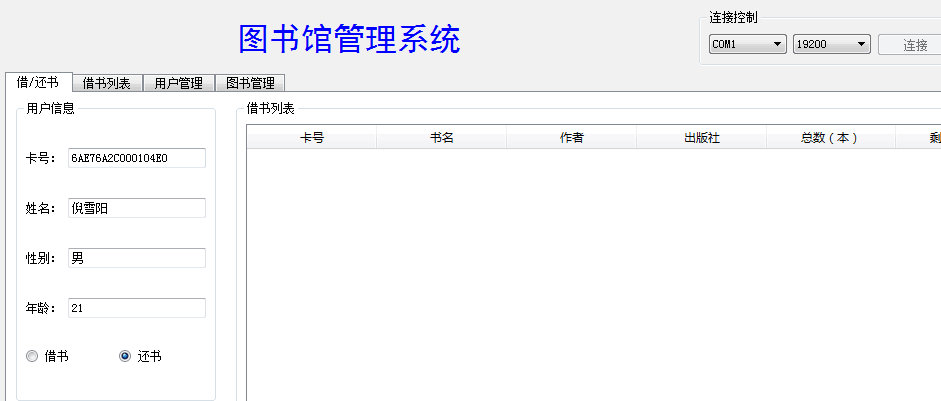 图书馆管理系统
连接控制
COM1 19200 连接
借/还书 借书列表 用户管理 图书管理
用户信息
卡号： 6AE76A2C000104E0
姓名： 倪雪阳
性别： 男
年龄： 21
借书 还书
借书列表
卡号 书名 作者 出版社 总数（本）